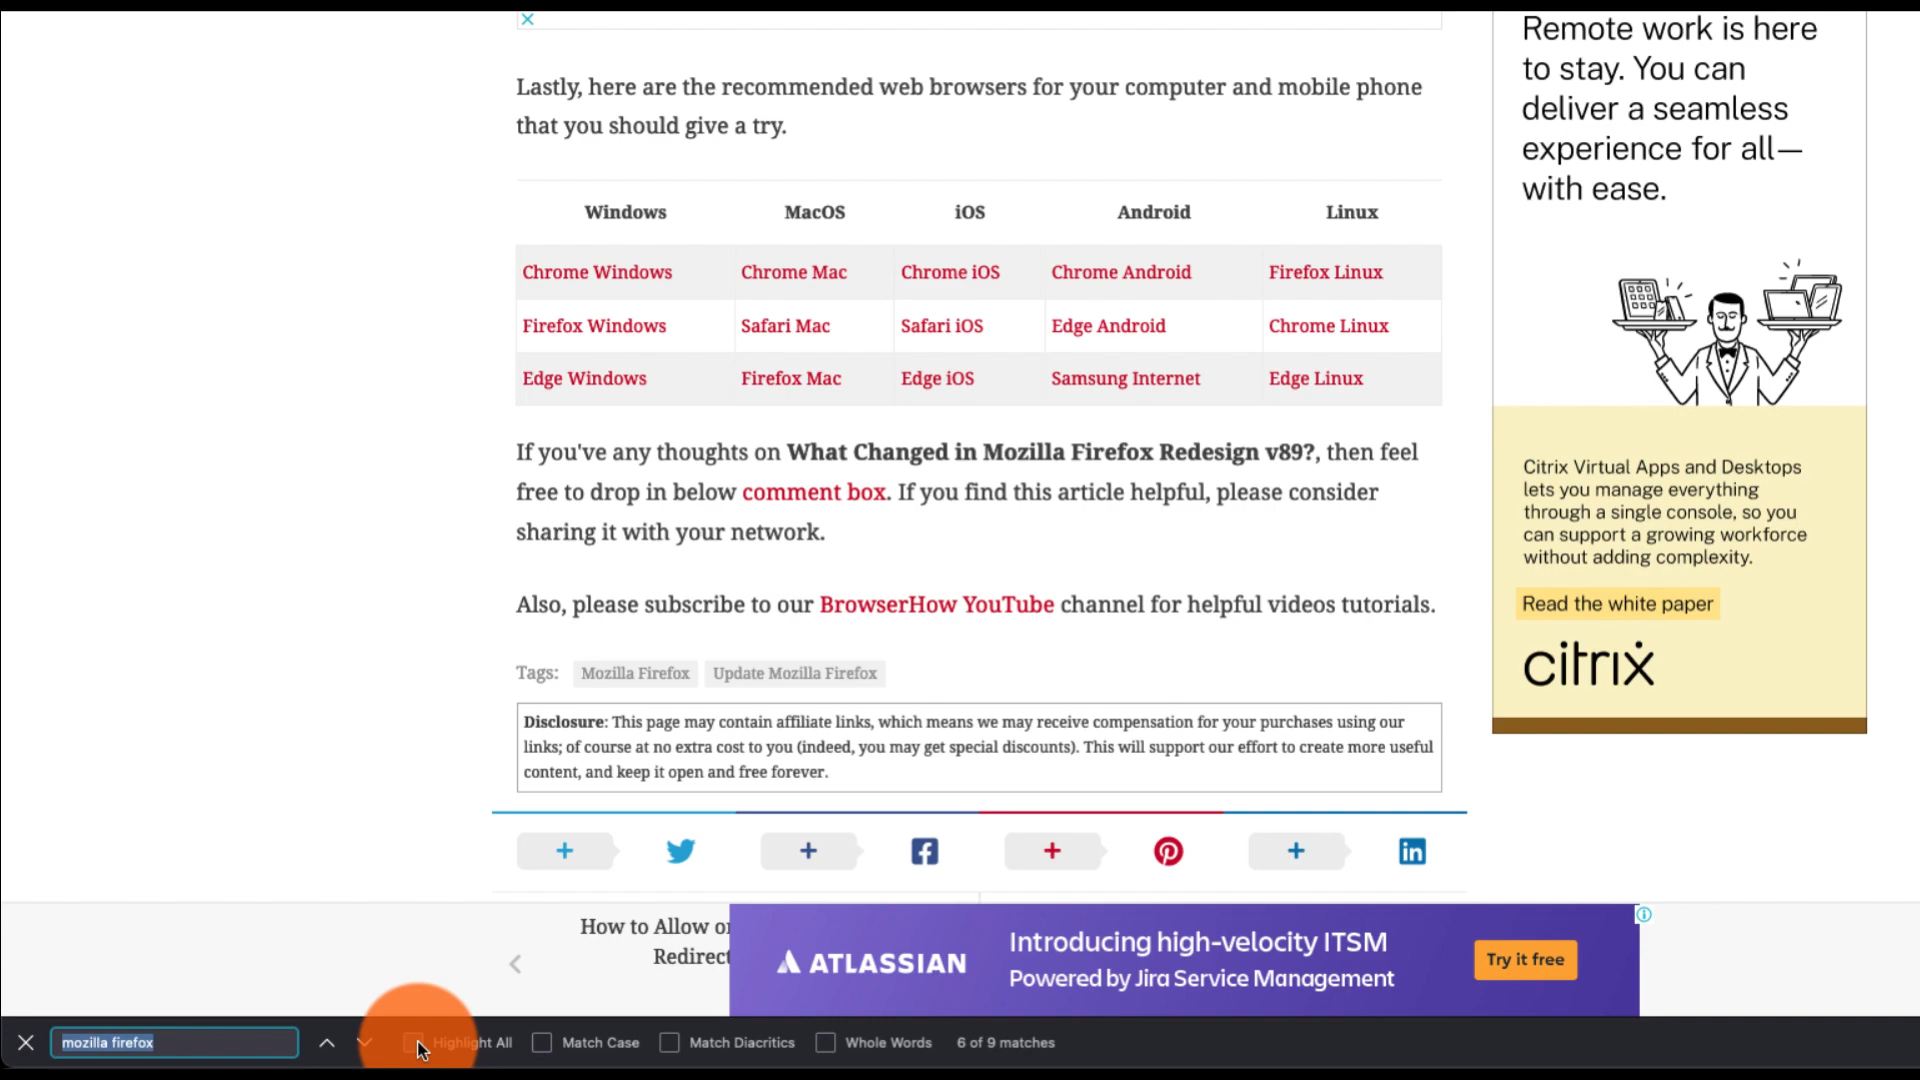 Lastly, here are the recommended web browsers for your computer and mobile phone
that you should give a try.
Windows MacOS iOS Android Linux
Chrome Windows Chrome Mac Chrome iOS Chrome Android Firefox Linux
Firefox Windows Safari Mac Safari iOS Edge Android Chrome Linux
Edge Windows Firefox Mac Edge iOS Samsung Internet Edge Linux
If you've any thoughts on What Changed in Mozilla Firefox Redesign v89?, then feel
free to drop in below comment box. If you find this article helpful, please consider
sharing it with your network.
Also, please subscribe to our BrowserHow YouTube channel for helpful videos tutorials.
Tags: Mozilla Firefox Update Mozilla Firefox
Disclosure: This page may contain affiliate links, which means we may receive compensation for your purchases using our
links; of course at no extra cost to you (indeed, you may get special discounts). This will support our effort to create more useful
content, and keep it open and free forever.
Remote work is here
to stay. You can
deliver a seamless
experience for all—
with ease.
Citrix Virtual Apps and Desktops
lets you manage everything
through a single console, so you
can support a growing workforce
without adding complexity.
Read the white paper
citrix
How to Allow or
Redirect
ATLASSIAN
Introducing high-velocity ITSM
Powered by Jira Service Management
Try it free
mozilla firefox Highlight All Match Case Match Diacritics Whole Words 6 of 9 matches